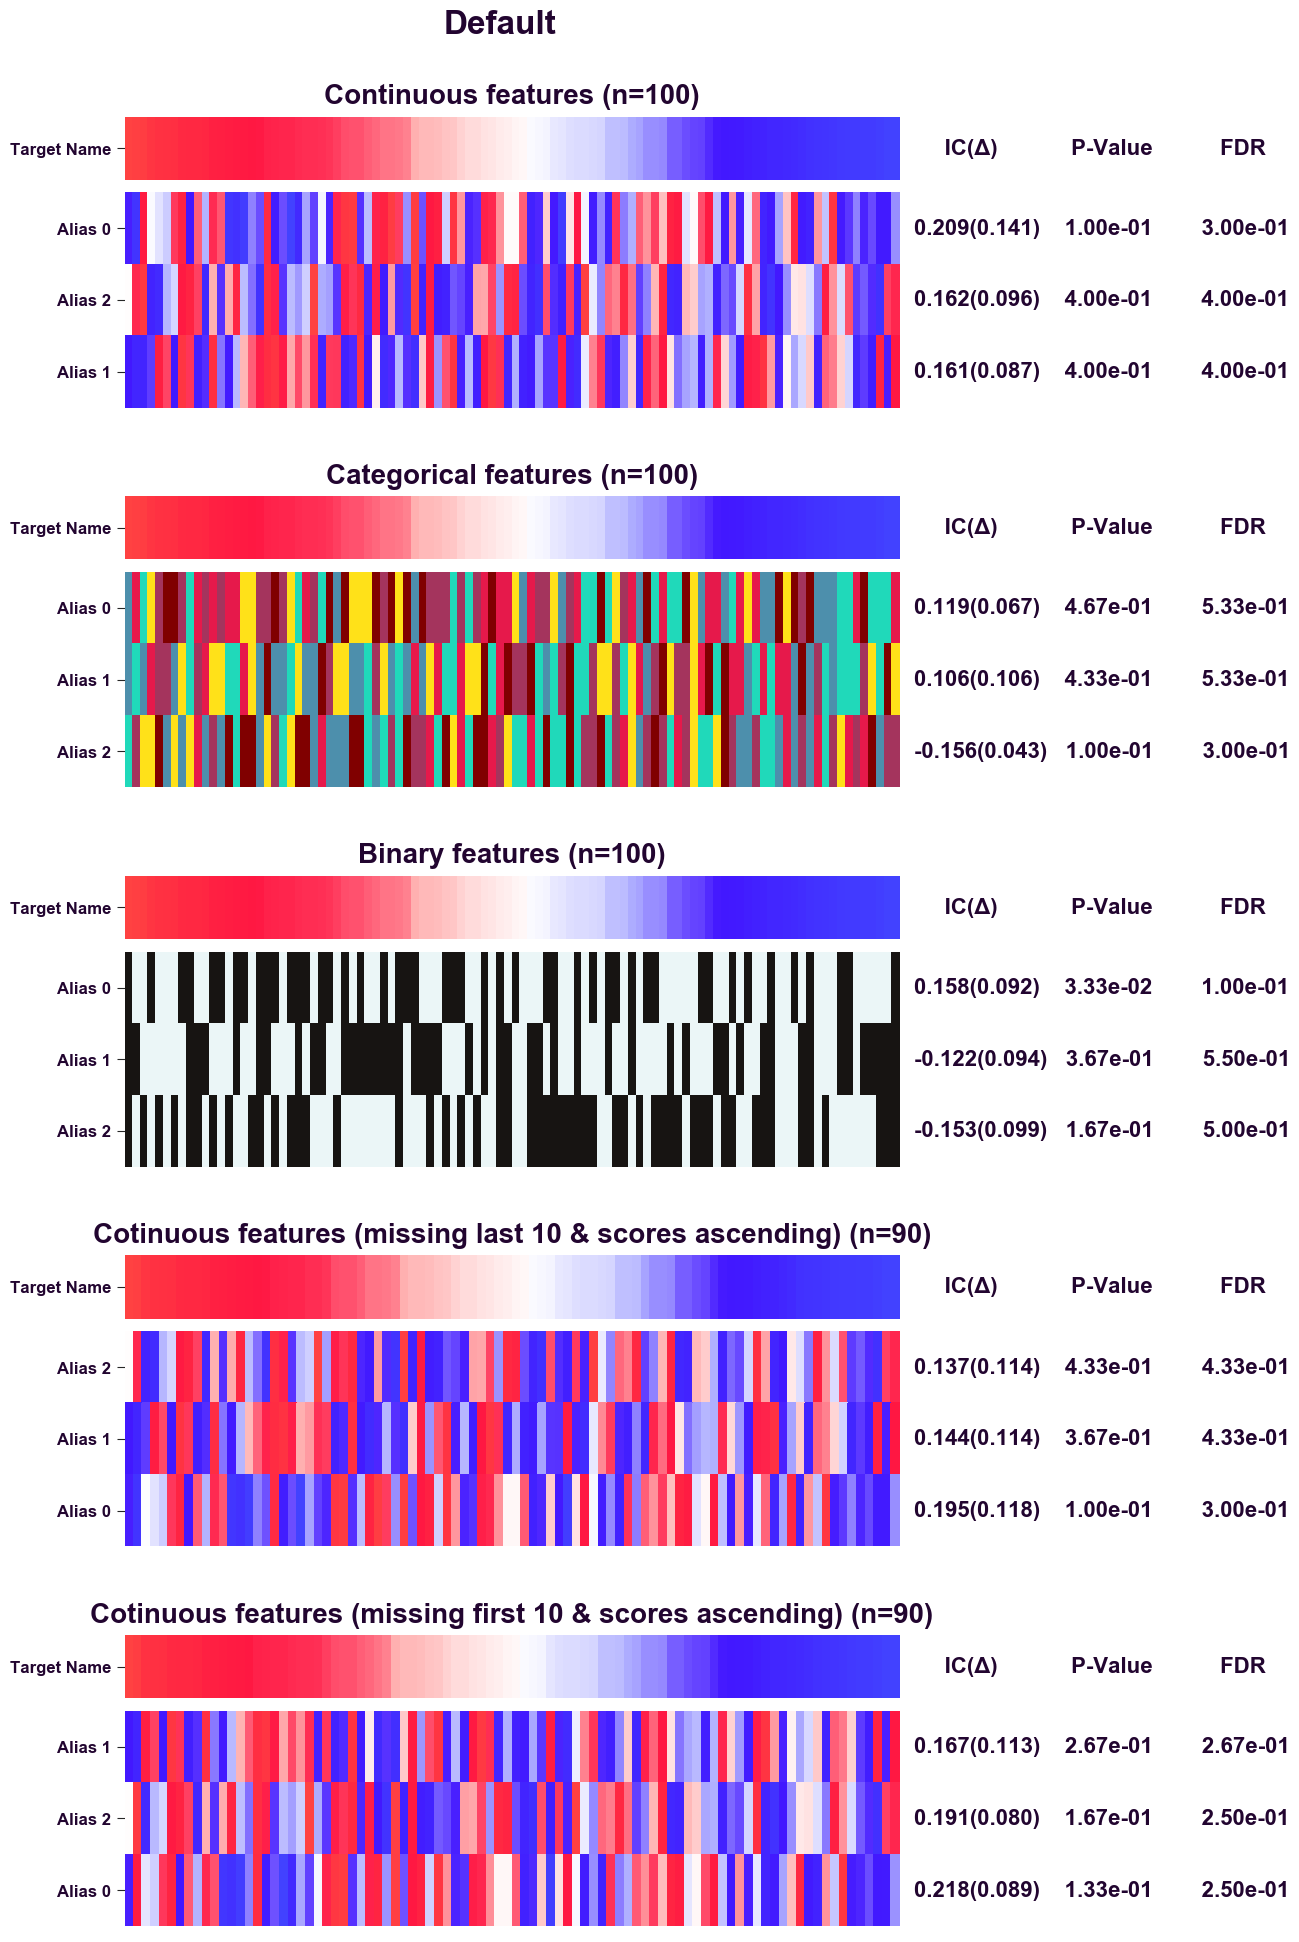 Default
Continuous features (n=100)
Target Name IC(Δ) P-Value FDR
Alias 0 0.209(0.141) 1.00e-01 3.00e-01
Alias 2 0.162(0.096) 4.00e-01 4.00e-01
Alias 1 0.161(0.087) 4.00e-01 4.00e-01
Categorical features (n=100)
Target Name IC(Δ) P-Value FDR
Alias 0 0.119(0.067) 4.67e-01 5.33e-01
Alias 1 0.106(0.106) 4.33e-01 5.33e-01
Alias 2 -0.156(0.043) 1.00e-01 3.00e-01
Binary features (n=100)
Target Name IC(Δ) P-Value FDR
Alias 0 0.158(0.092) 3.33e-02 1.00e-01
Alias 1 -0.122(0.094) 3.67e-01 5.50e-01
Alias 2 -0.153(0.099) 1.67e-01 5.00e-01
Cotinuous features (missing last 10 & scores ascending) (n=90)
Target Name IC(Δ) P-Value FDR
Alias 2 0.137(0.114) 4.33e-01 4.33e-01
Alias 1 0.144(0.114) 3.67e-01 4.33e-01
Alias 0 0.195(0.118) 1.00e-01 3.00e-01
Cotinuous features (missing first 10 & scores ascending) (n=90)
Target Name IC(Δ) P-Value FDR
Alias 1 0.167(0.113) 2.67e-01 2.67e-01
Alias 2 0.191(0.080) 1.67e-01 2.50e-01
Alias 0 0.218(0.089) 1.33e-01 2.50e-01